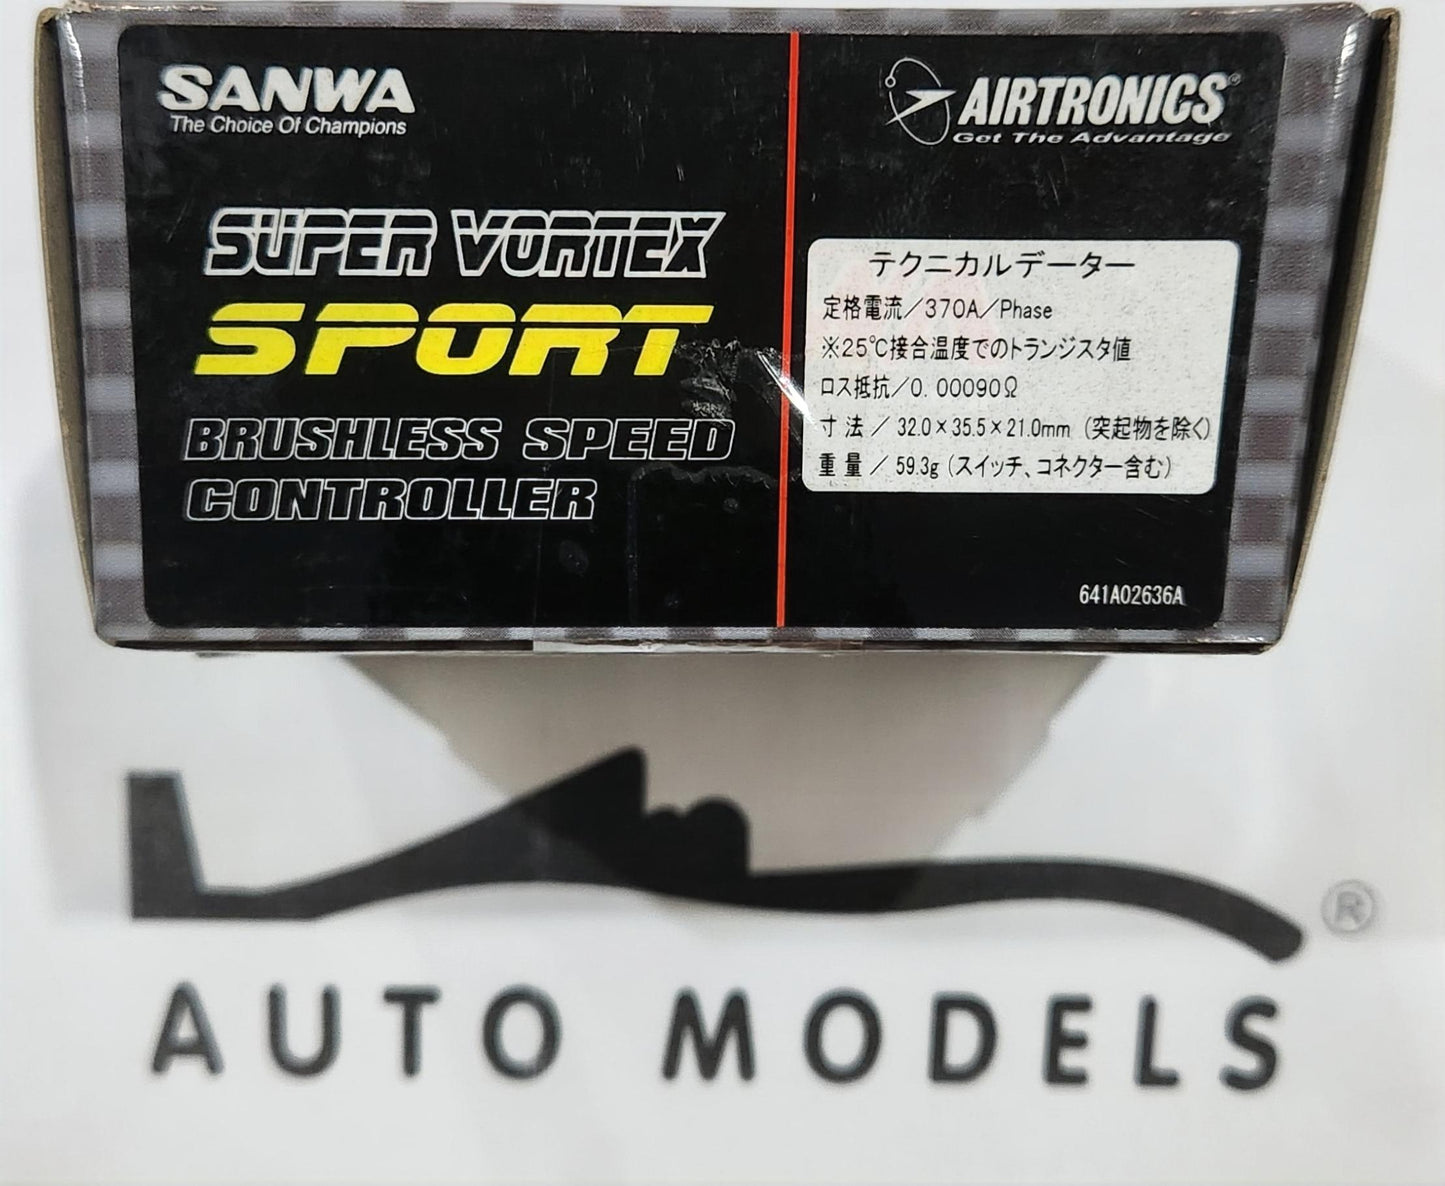 SANWA
The Choice Of Champions
SUPER VORTEX
SPORT
BRUSHLESS SPEED
CONTROLLER
AIRTRONICS®
Get The Advantage
テクニカルデーター
定格電流/370A/Phase
※25℃接合温度でのトランジスタ値
ロス抵抗/0.00090Ω
寸法/32.0×35.5×21.0mm (突起物を除く)
重量/59.3g (スイッチ、コネクター含む)
641A02636A
®
AUTO MODELS